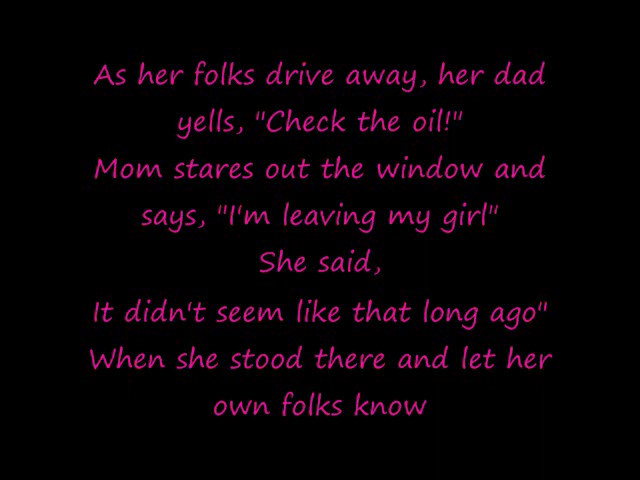 As her folks drive away, her dad
yells, "Check the oil!"
Mom stares out the window and
says, "I'm leaving my girl"
She said,
It didn't seem like that long ago"
When she stood there and let her
own folks know